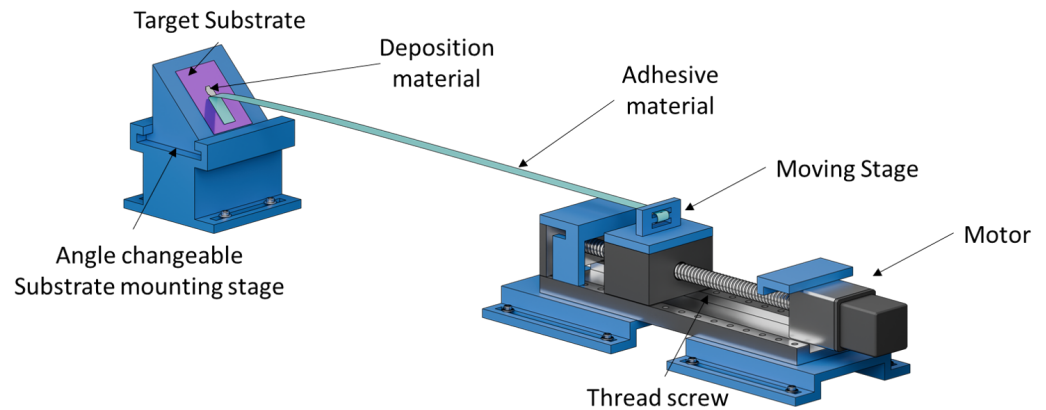 Target Substrate
Deposition
material
Adhesive
material
Moving Stage
Motor
Angle changeable
Substrate mounting stage
Thread screw